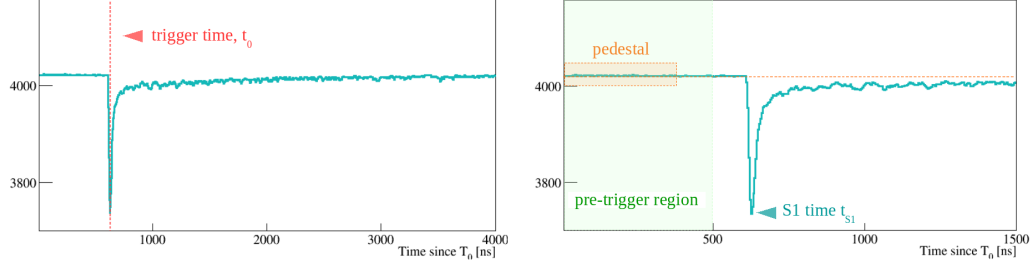 trigger time, t0
4000
3800
1000
2000
3000
4000
Time since T0 [ns]
pedestal
4000
3800
pre-trigger region
S1 time tS1
500
1000
1500
Time since T0 [ns]